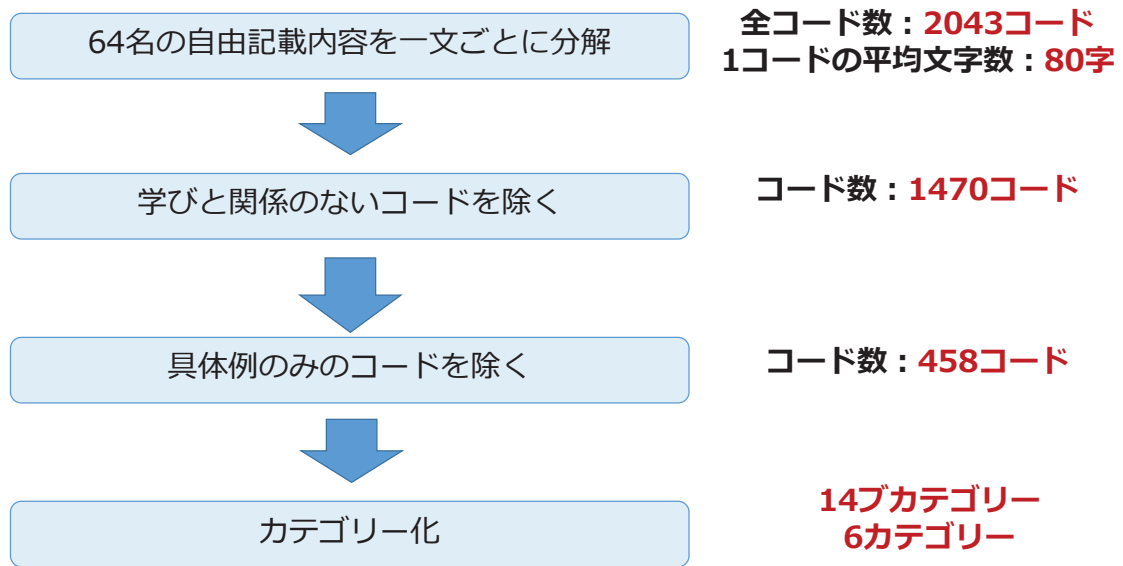 64名の自由記載内容を一文ごとに分解
全コード数：2043コード
1コードの平均文字数：80字
学びと関係のないコードを除く
コード数：1470コード
具体例のみのコードを除く
コード数：458コード
カテゴリー化
14ブカテゴリー
6カテゴリー